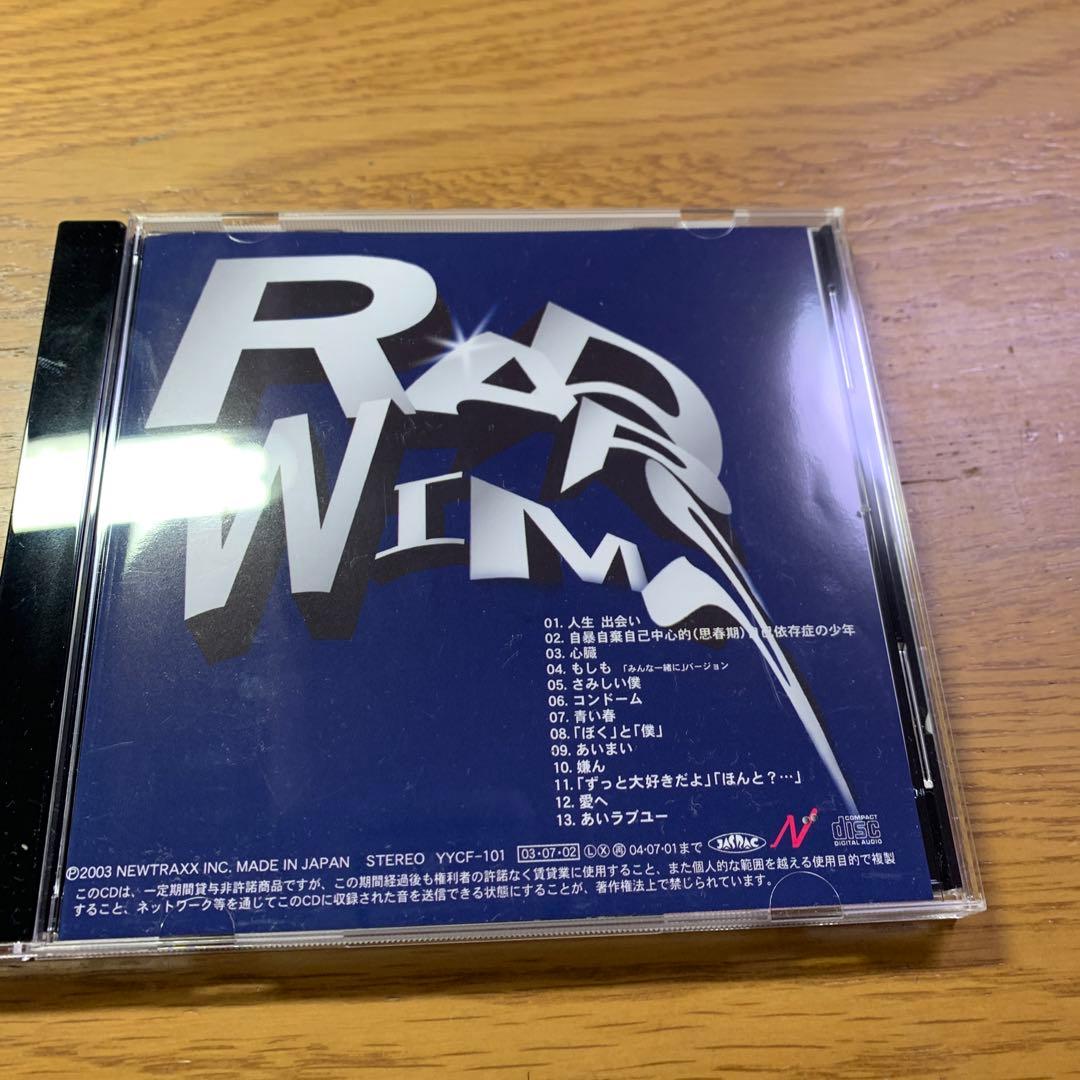 RADWIMPS
01. 人生 出会い
02. 自暴自棄自己中心的(思春期)自己依存症の少年
03. 心臓
04. もしも 「みんな一緒に」バージョン
05. さみしい僕
06. コンドーム
07. 青い春
08.「ぼく」と「僕」
09. あいまい
10. 嫌ん
11.「ずっと大好きだよ」「ほんと?…」
12. 愛へ
13. あいラブユー
JASRAC N COMPACT disc DIGITAL AUDIO
Ⓟ2003 NEWTRAXX INC. MADE IN JAPAN STEREO YYCF-101 03・07・02 Ⓛ Ⓧ ㊢ 04・07・01まで
このCDは、一定期間貸与非許諾商品ですが、この期間経過後も権利者の許諾なく賃貸業に使用すること、また個人的な範囲を越える使用目的で複製
すること、ネットワーク等を通じてこのCDに収録された音を送信できる状態にすることが、著作権法上で禁じられています。